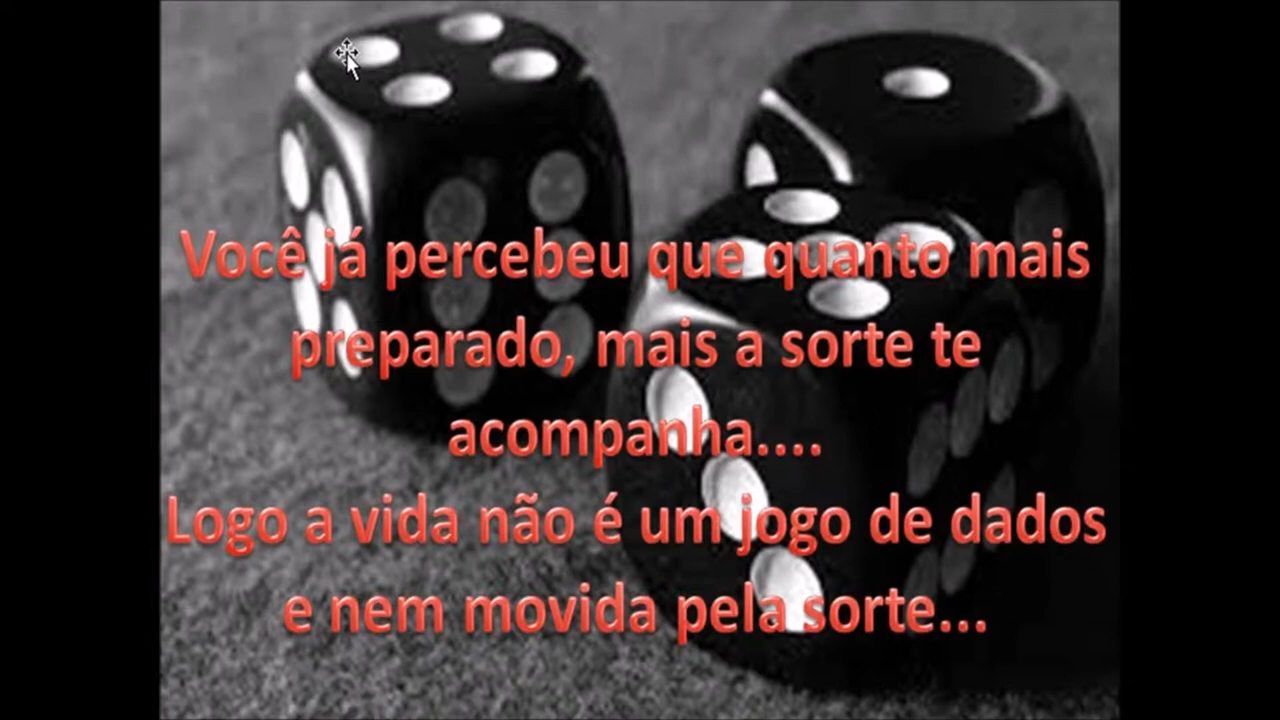 Você já percebeu que quanto mais
preparado, mais a sorte te
acompanha....
Logo a vida não é um jogo de dados
e nem movida pela sorte...